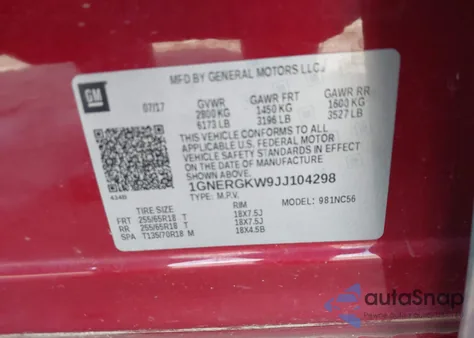 GM
MFD BY GENERAL MOTORS LLC
07/17 GVWR GAWR FRT GAWR RR
2800 KG 1450 KG 1600 KG
6173 LB 3196 LB 3527 LB
THIS VEHICLE CONFORMS TO ALL
APPLICABLE U.S. FEDERAL MOTOR
VEHICLE SAFETY STANDARDS IN EFFECT
ON THE DATE OF MANUFACTURE
SHOWN ABOVE.
1GNERGKW9JJ104298
TYPE: M.P.V. MODEL: 981NC56
TIRE RIM
FRT 255/65R18 T 18X7.5J
RR 255/65R18 T 18X7.5J
SPA T135/70R18 M 18X4.5B
autaSnap